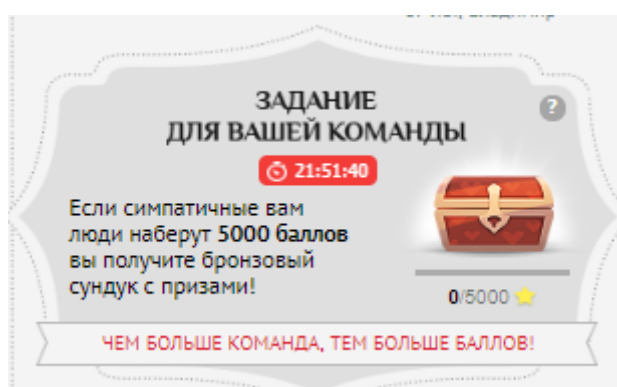 ЗАДАНИЕ
ДЛЯ ВАШЕЙ КОМАНДЫ
?
21:51:40
Если симпатичные вам
люди наберут 5000 баллов
вы получите бронзовый
сундук с призами!
0/5000
ЧЕМ БОЛЬШЕ КОМАНДА, ТЕМ БОЛЬШЕ БАЛЛОВ!